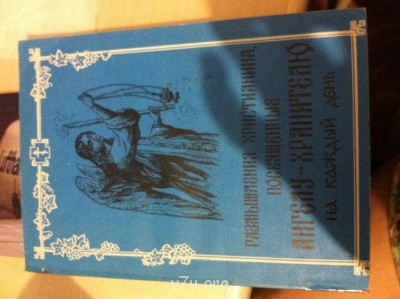 РАЗМЫШЛЕНИЯ ХРИСТИАНИНА,
ПОСВЯЩЕННЫЕ
АНГЕЛУ-ХРАНИТЕЛЮ
НА КАЖДЫЙ ДЕНЬ